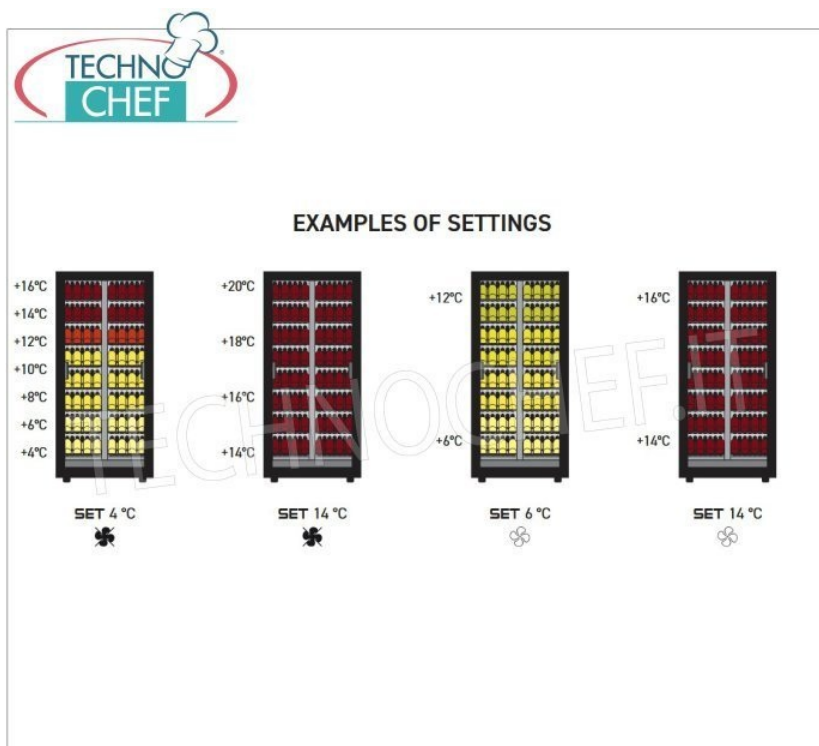 TECHNO
CHEF
®
EXAMPLES OF SETTINGS
+16°C
+14°C
+12°C
+10°C
+8°C
+6°C
+4°C
SET 4 °C
+20°C
+18°C
+16°C
+14°C
SET 14 °C
+12°C
+6°C
SET 6 °C
+16°C
+14°C
SET 14 °C
TECHNOCHEF.IT